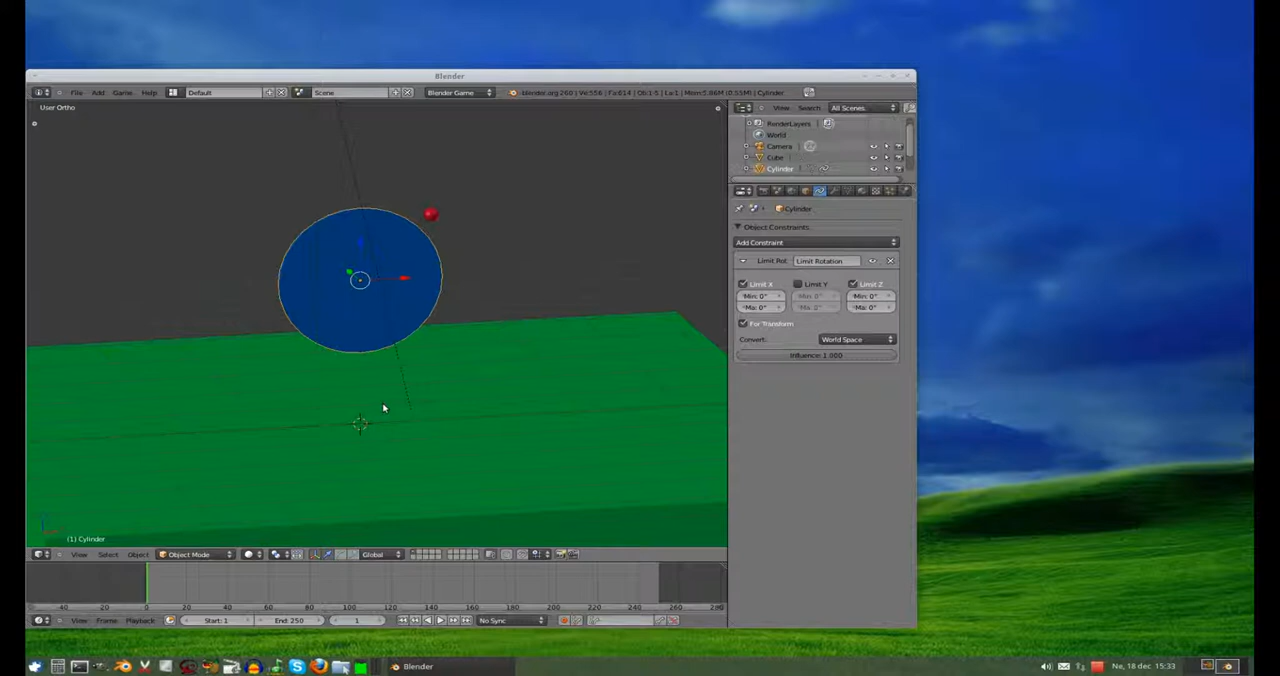 Blender
File Add Game Help Default Scene Blender Game blender.org 260 | Ve:556 | Fa:614 | Ob:1-5 | La:1 | Mem:5.86M (0.55M) | Cylinder
View Search All Scenes
User Ortho
RenderLayers
World
Camera
Cube
Cylinder
Cylinder
Object Constraints
Add Constraint
Limit Rot Limit Rotation
Limit X Limit Y Limit Z
Min: 0° Min: 0° Min: 0°
Ma: 0° Ma: 0° Ma: 0°
For Transform
Convert: World Space
Influence: 1.000
(1) Cylinder
View Select Object Object Mode Global
-40 -20 0 20 40 60 80 100 120 140 160 180 200 220 240 260 280
View Frame Playback Start: 1 End: 250 1 No Sync
Blender Ne, 18 dec 15:33